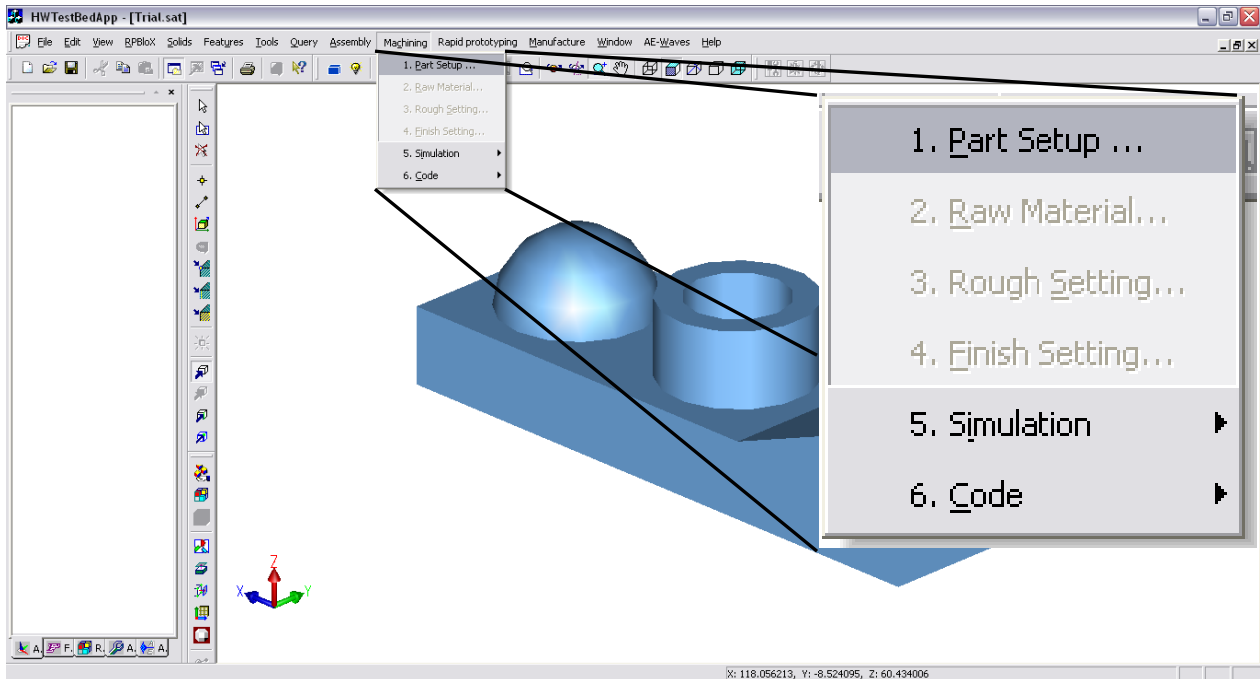 HWTestBedApp - [Trial.sat]
File Edit View RPBloX Solids Features Tools Query Assembly Machining Rapid prototyping Manufacture Window AE-Waves Help
1. Part Setup ...
2. Raw Material...
3. Rough Setting...
4. Finish Setting...
5. Simulation
6. Code
1. Part Setup ...
2. Raw Material...
3. Rough Setting...
4. Finish Setting...
5. Simulation
6. Code
Z
X Y
A. F. R. A. A.
X: 118.056213, Y: -8.524095, Z: 60.434006